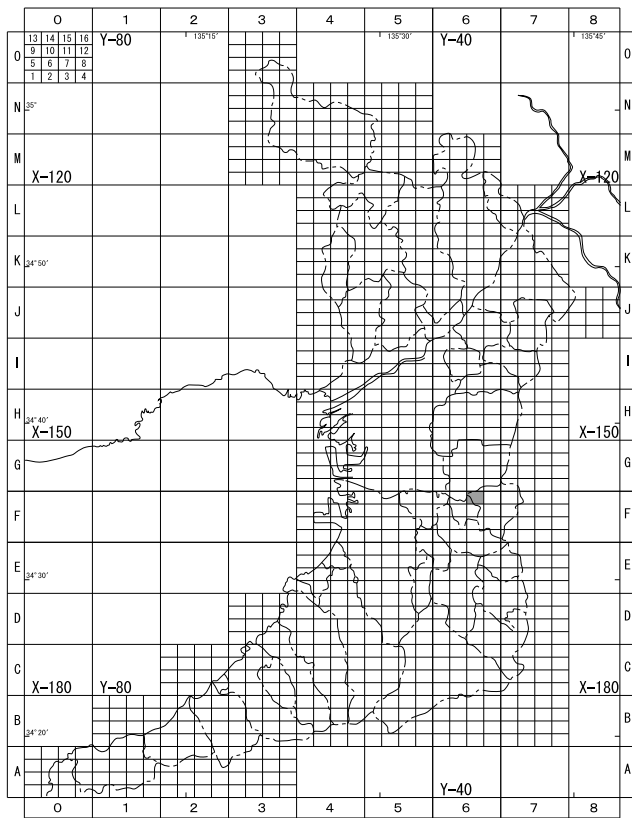 0 1 2 3 4 5 6 7 8
135°15′ 135°30′ 135°45′
Y-80 Y-40
13 14 15 16
9 10 11 12
5 6 7 8
1 2 3 4
O O
N 35° N
M M
X-120 X-120
L L
K K
34°50′
J J
I I
H H
34°40′
X-150 X-150
G G
F F
E E
34°30′
D D
C C
X-180 Y-80 X-180
B B
34°20′
A A
Y-40
0 1 2 3 4 5 6 7 8